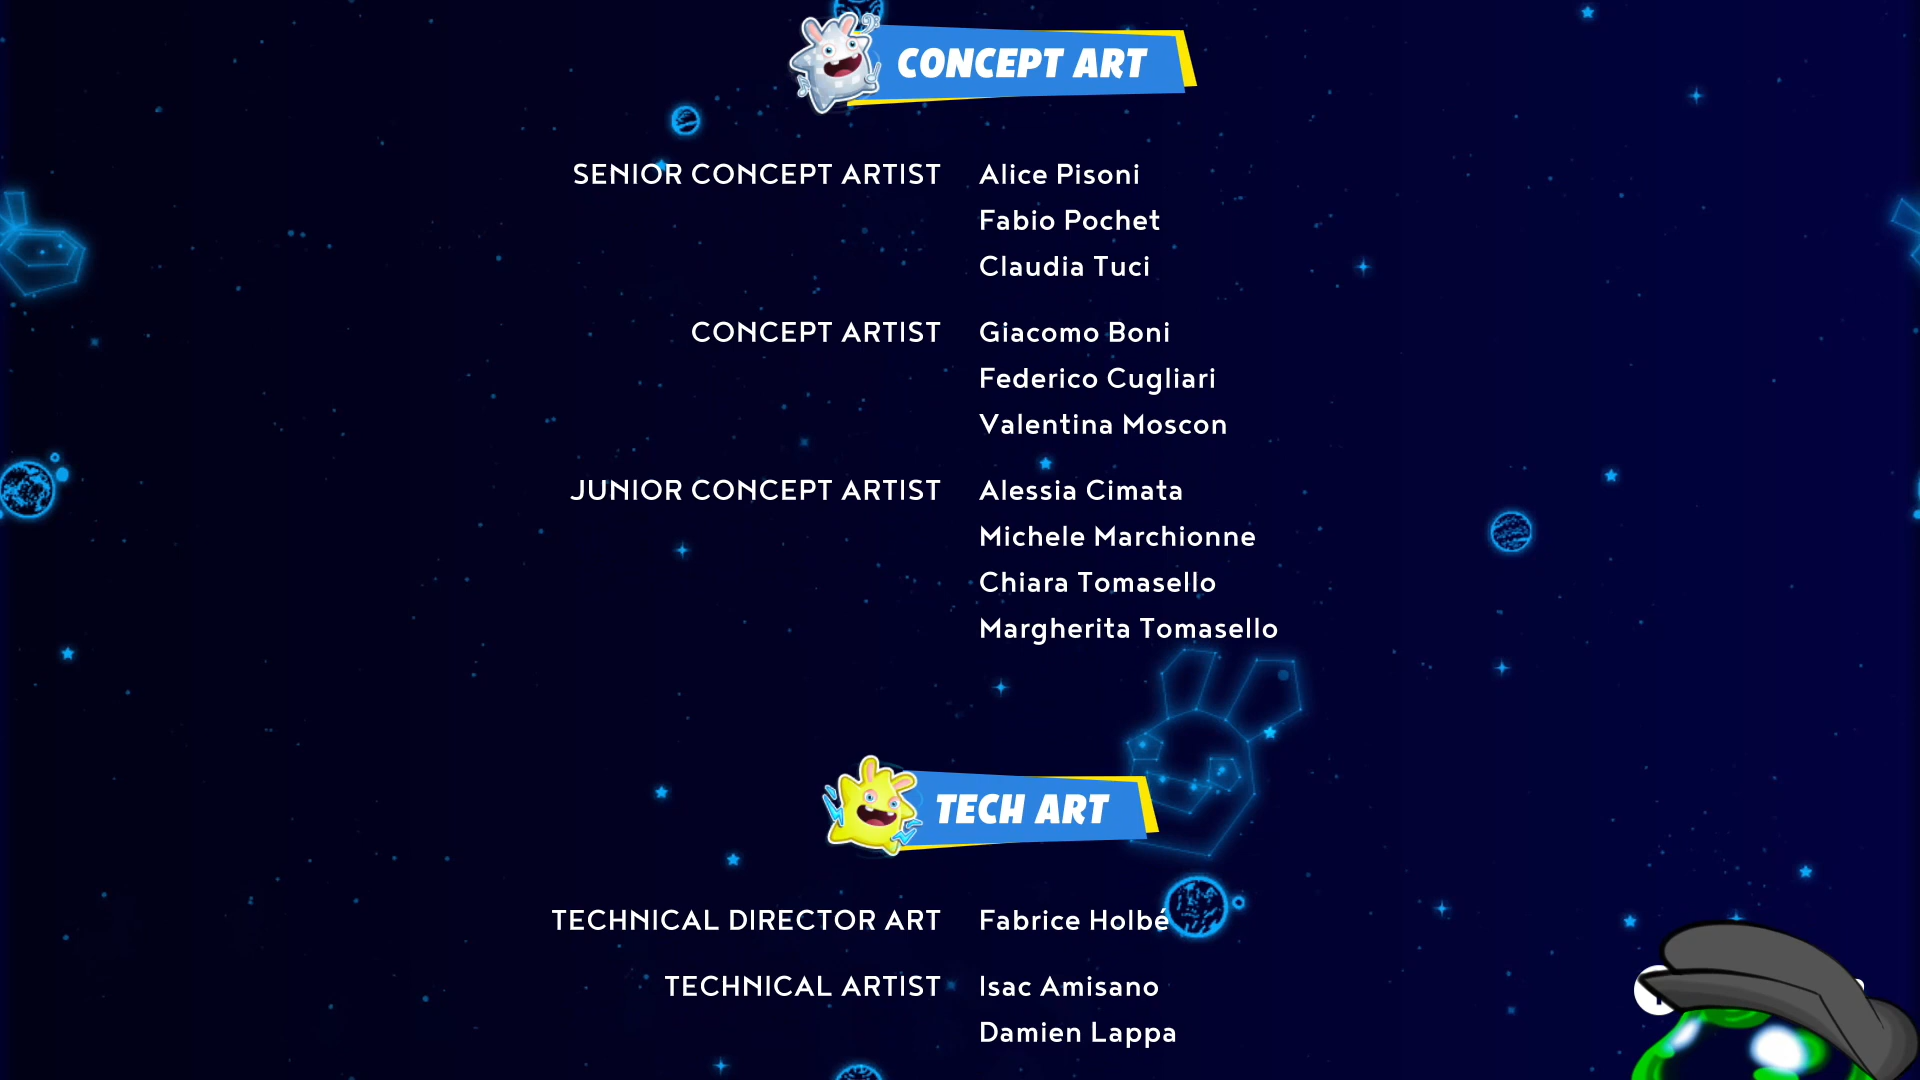 CONCEPT ART
SENIOR CONCEPT ARTIST Alice Pisoni
Fabio Pochet
Claudia Tuci
CONCEPT ARTIST Giacomo Boni
Federico Cugliari
Valentina Moscon
JUNIOR CONCEPT ARTIST Alessia Cimata
Michele Marchionne
Chiara Tomasello
Margherita Tomasello
TECH ART
TECHNICAL DIRECTOR ART Fabrice Holbé
TECHNICAL ARTIST Isac Amisano
Damien Lappa